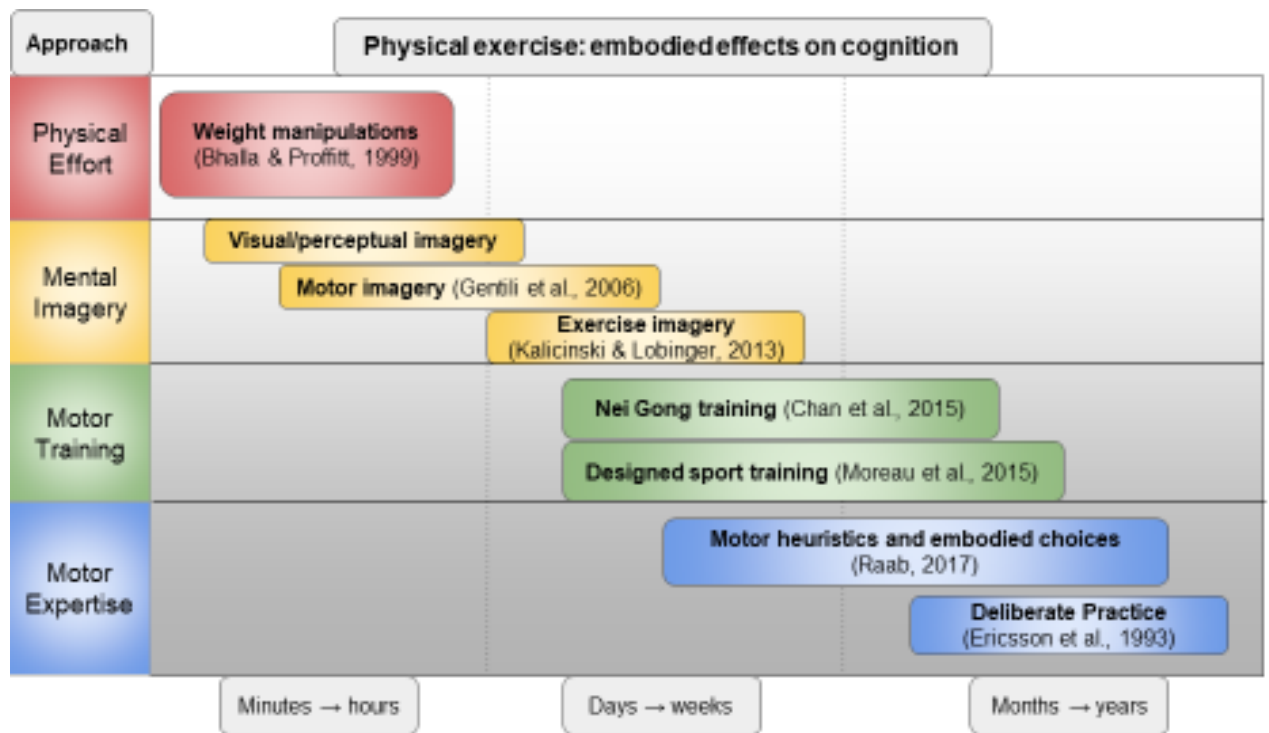 Approach
Physical exercise: embodied effects on cognition
Physical
Effort
Weight manipulations
(Bhalla & Proffitt, 1999)
Mental
Imagery
Visual/perceptual imagery
Motor imagery (Gentili et al., 2006)
Exercise imagery
(Kalicinski & Lobinger, 2013)
Motor
Training
Nei Gong training (Chan et al., 2015)
Designed sport training (Moreau et al., 2015)
Motor
Expertise
Motor heuristics and embodied choices
(Raab, 2017)
Deliberate Practice
(Ericsson et al., 1993)
Minutes → hours
Days → weeks
Months → years